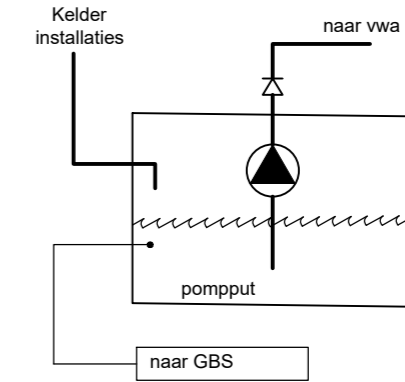 Kelder
installaties
naar vwa
pompput
naar GBS